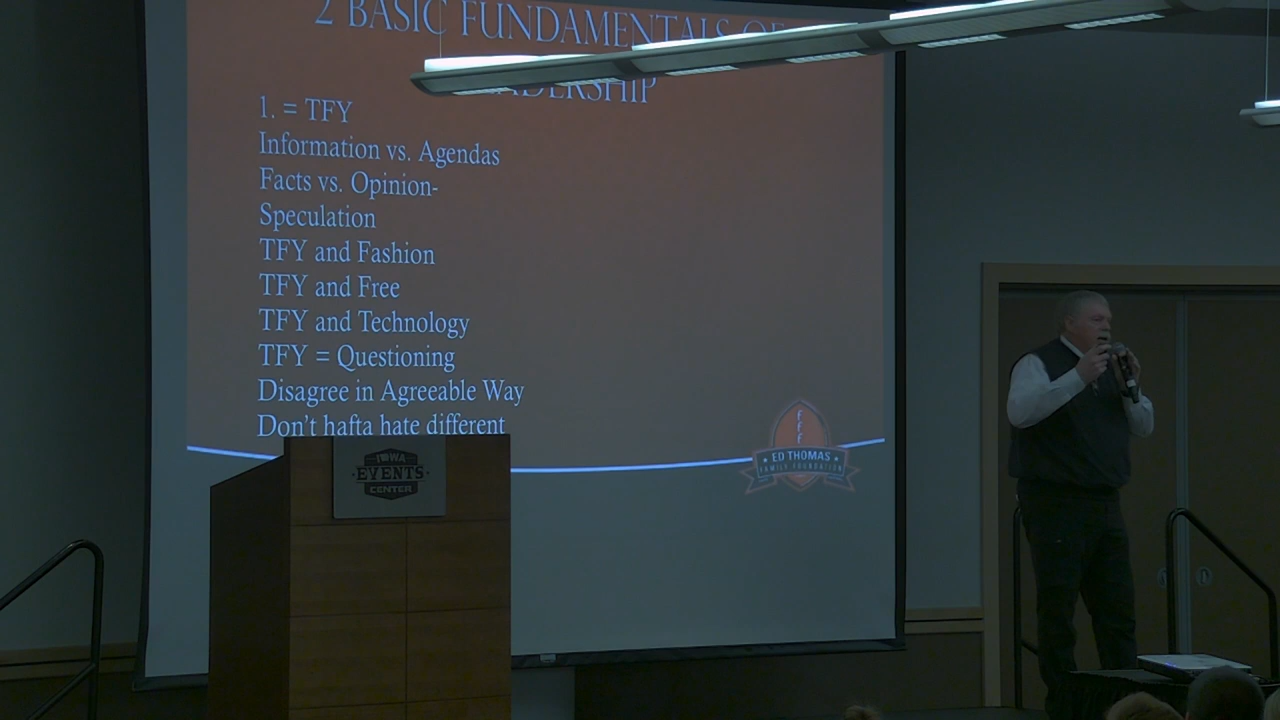 2 BASIC FUNDAMENTALS OF
LEADERSHIP
1. = TFY
Information vs. Agendas
Facts vs. Opinion-
Speculation
TFY and Fashion
TFY and Free
TFY and Technology
TFY = Questioning
Disagree in Agreeable Way
Don't hafta hate different
F
F
F
ED THOMAS
FAMILY FOUNDATION
IOWA
EVENTS
CENTER